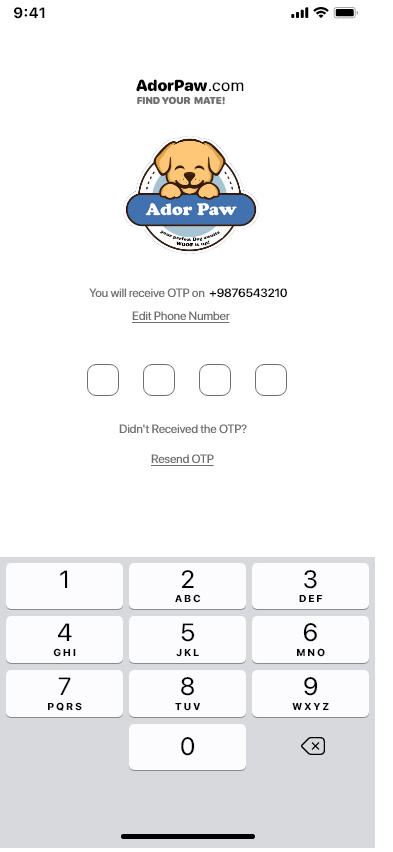 9:41
AdorPaw.com
FIND YOUR MATE!
Ador Paw
your perfect Dog awaits
WOOF is up!
You will receive OTP on +9876543210
Edit Phone Number
Didn't Received the OTP?
Resend OTP
1
2
ABC
3
DEF
4
GHI
5
JKL
6
MNO
7
PQRS
8
TUV
9
WXYZ
0